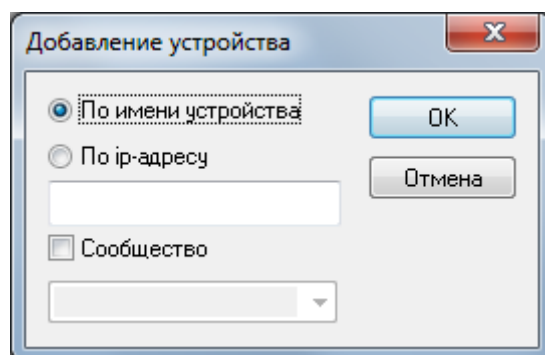 Добавление устройства
По имени устройства
OK
По ip-адресу
Отмена
Сообщество